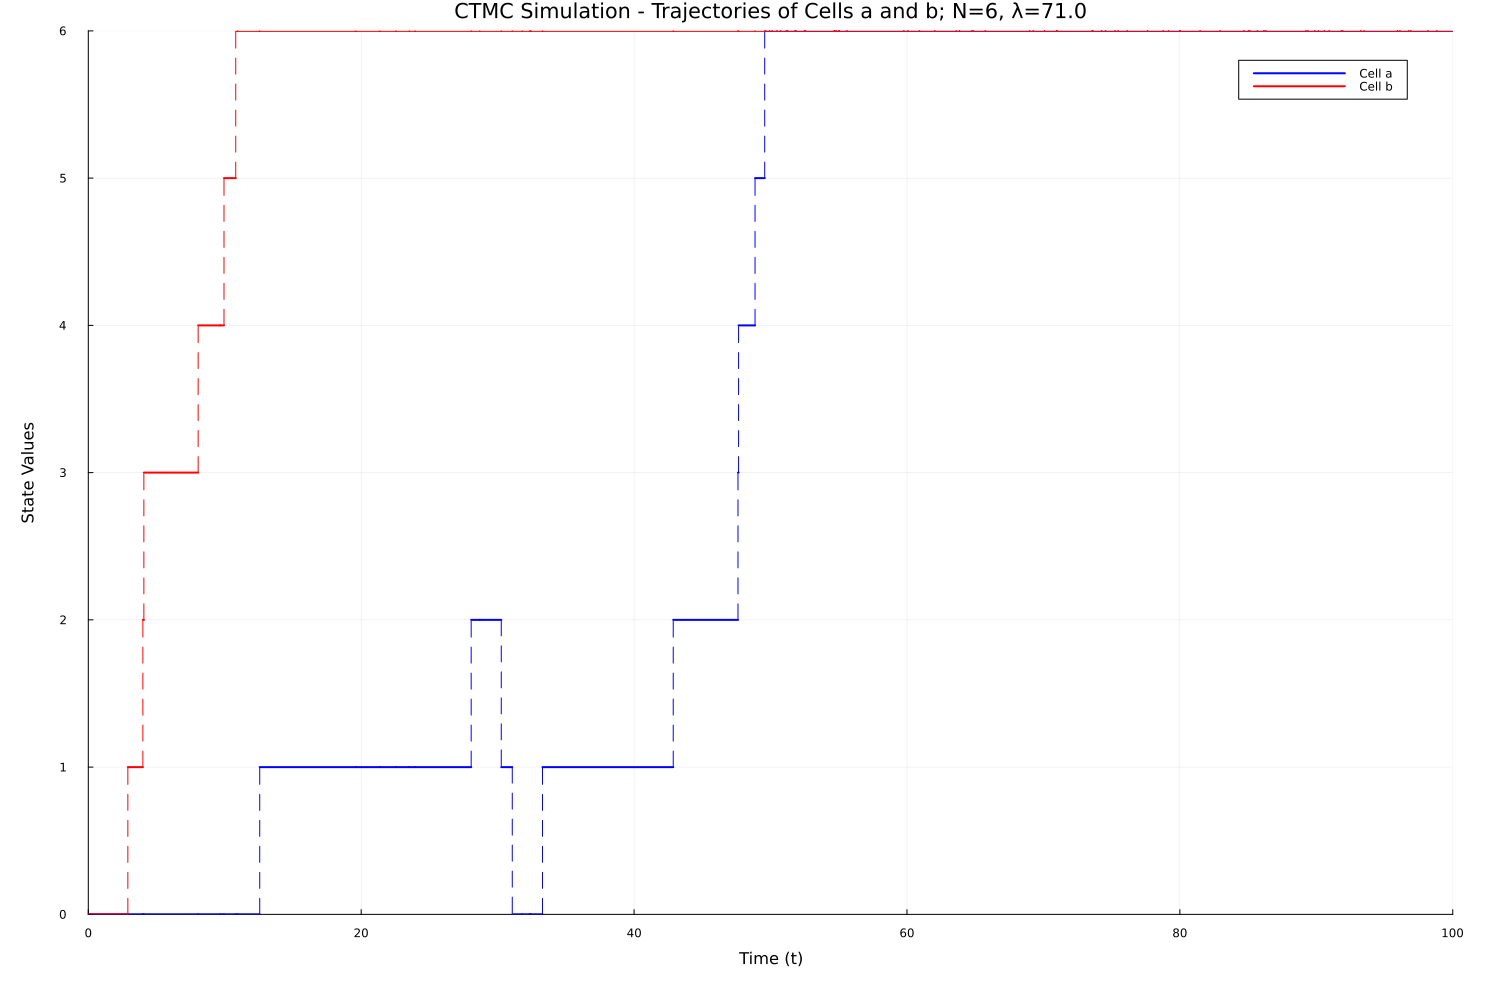 CTMC Simulation - Trajectories of Cells a and b; N=6, λ=71.0
6
Cell a
Cell b
5
4
State Values
3
2
1
0
0 20 40 60 80 100
Time (t)